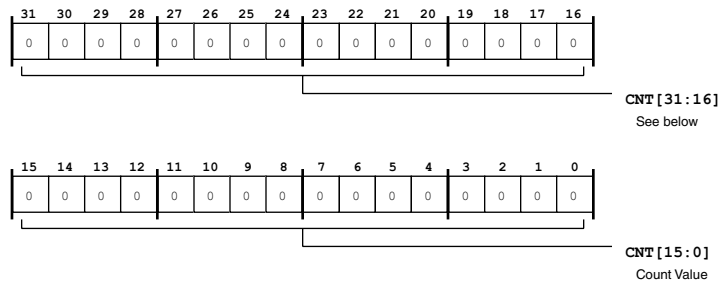 31 30 29 28 27 26 25 24 23 22 21 20 19 18 17 16
0 0 0 0 0 0 0 0 0 0 0 0 0 0 0 0
CNT[31:16]
See below
15 14 13 12 11 10 9 8 7 6 5 4 3 2 1 0
0 0 0 0 0 0 0 0 0 0 0 0 0 0 0 0
CNT[15:0]
Count Value